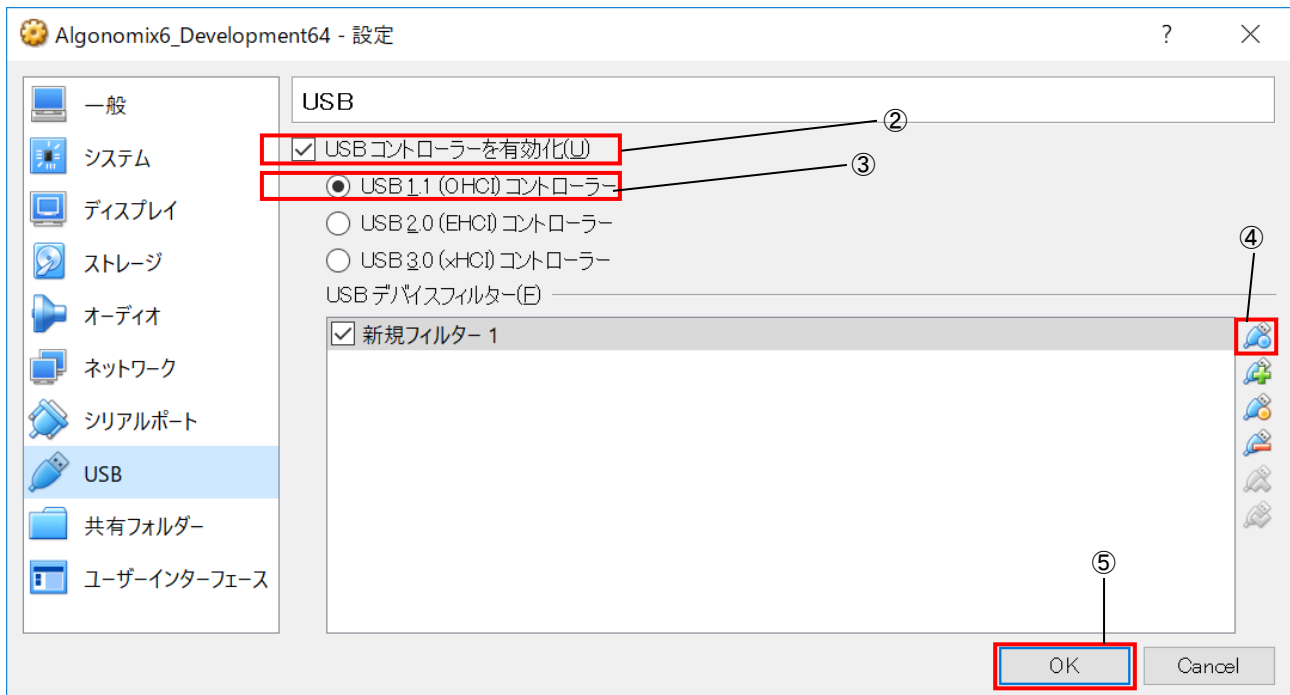 Algonomix6_Development64 - 設定
?
一般
システム
ディスプレイ
ストレージ
オーディオ
ネットワーク
シリアルポート
USB
共有フォルダー
ユーザーインターフェース
USB
②
USB コントローラーを有効化(U)
③
USB 1.1 (OHCI) コントローラー
USB 2.0 (EHCI) コントローラー
USB 3.0 (xHCI) コントローラー
④
USB デバイスフィルター(F)
新規フィルター 1
⑤
OK
Cancel